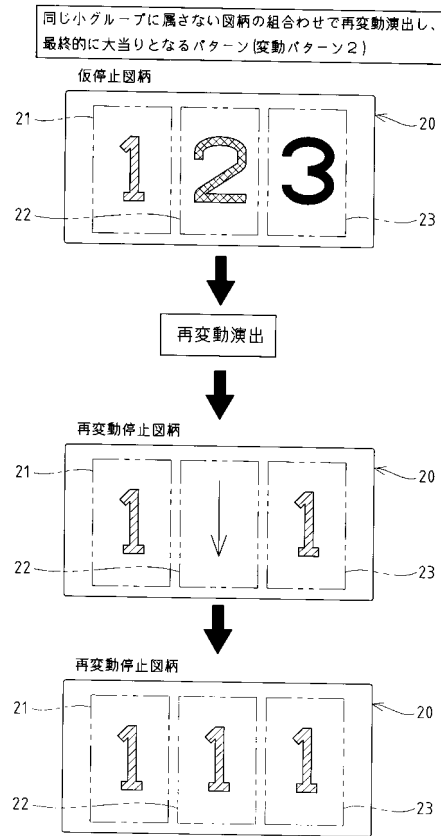 同じ小グループに属さない図柄の組合わせで再変動演出し、
最終的に大当りとなるパターン(変動パターン2)
仮停止図柄
21
20
1 2 3
22
23
再変動演出
再変動停止図柄
21
20
1 1
22
23
再変動停止図柄
21
20
1 1 1
22
23